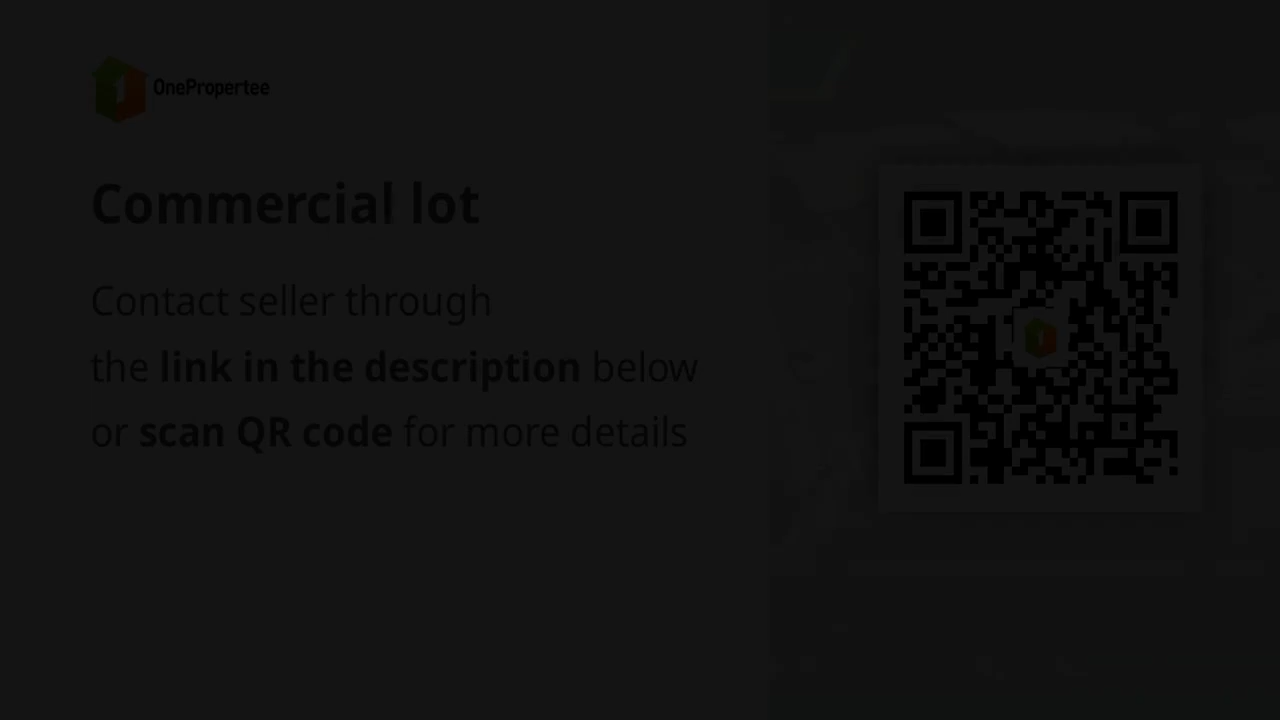 OnePropertee
Commercial lot
Contact seller through
the link in the description below
or scan QR code for more details